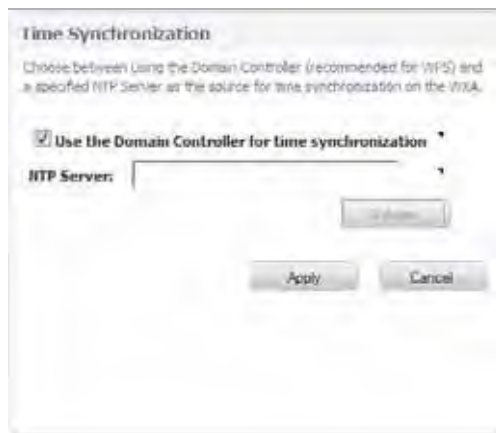 Time Synchronization
Choose between using the Domain Controller (recommended for WFS) and
a specified NTP Server as the source for time synchronization on the WXA.
Use the Domain Controller for time synchronization
NTP Server:
Apply
Cancel